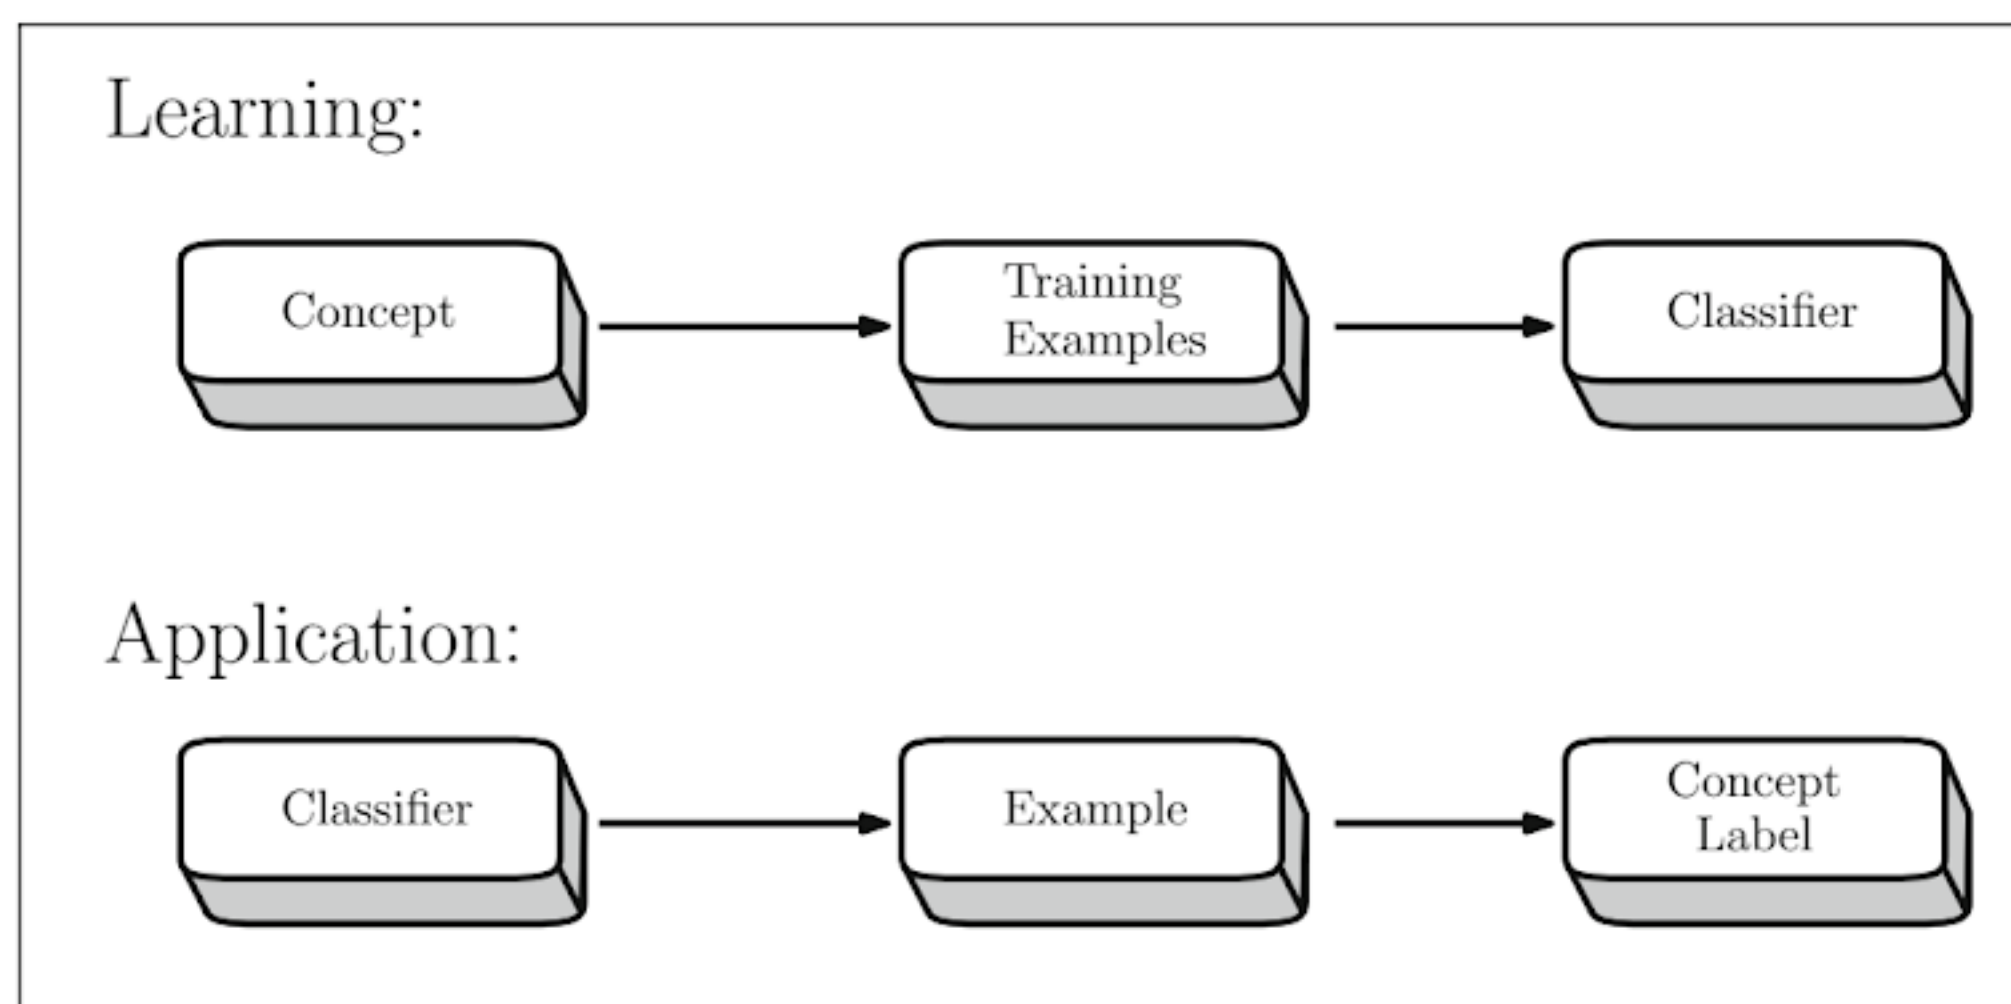 Learning:
Concept
Training
Examples
Classifier
Application:
Classifier
Example
Concept
Label